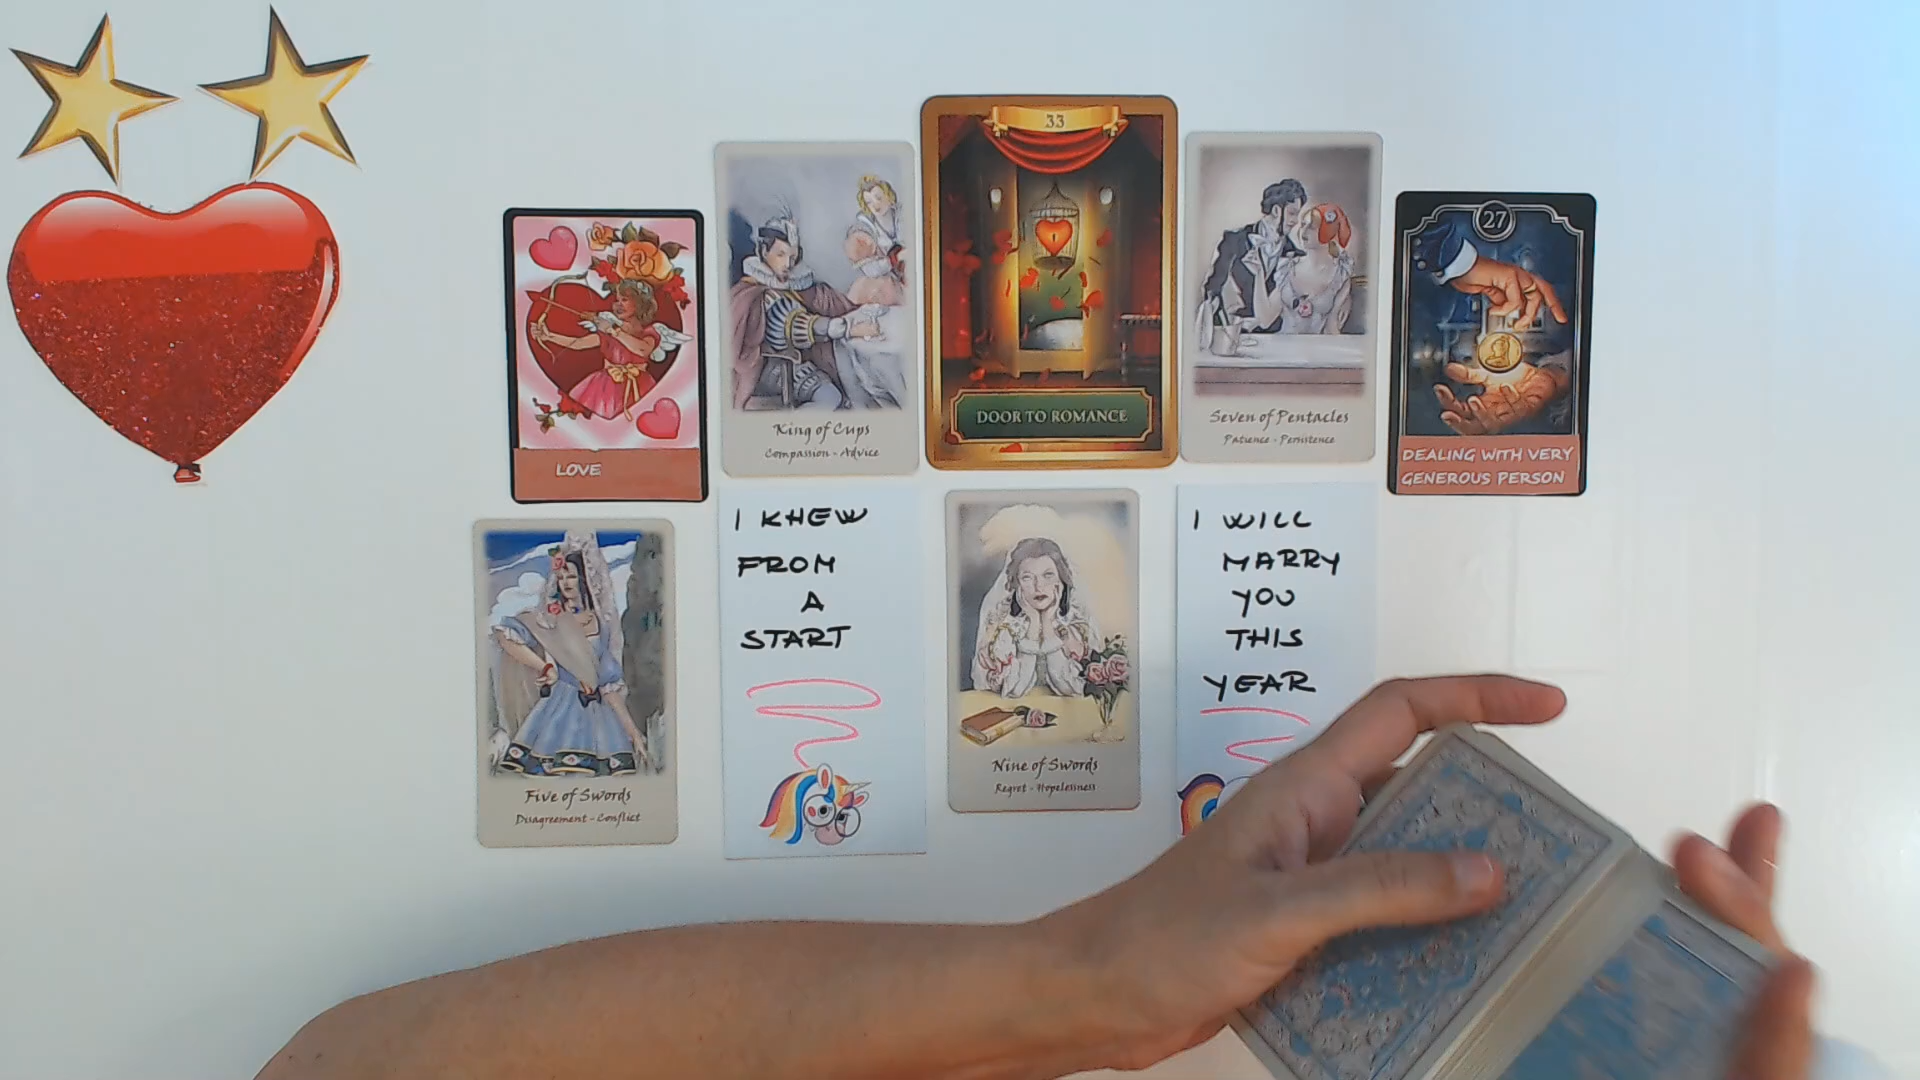 33
DOOR TO ROMANCE
King of Cups
Compassion - Advice
Seven of Pentacles
Patience - Persistence
LOVE
27
DEALING WITH VERY
GENEROUS PERSON
Five of Swords
Disagreement - Conflict
I KHEW
FROM
A
START
Nine of Swords
Regret - Hopelessness
I WILL
MARRY
YOU
THIS
YEAR